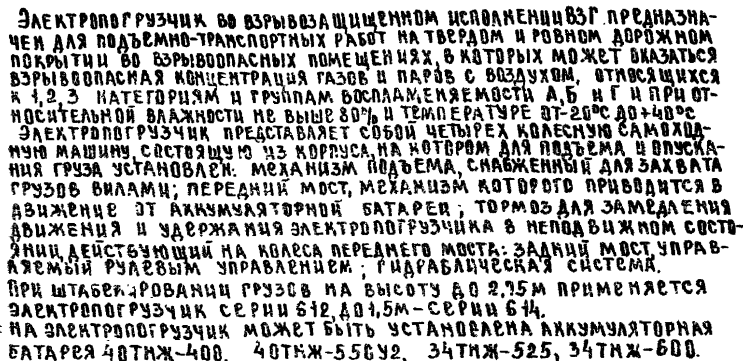 ЭЛЕКТРОПОГРУЗЧИК ВО ВЗРЫВОЗАЩИЩЕННОМ ИСПОЛНЕНИИ ВЗГ ПРЕДНАЗНА-
ЧЕН ДЛЯ ПОДЪЕМНО-ТРАНСПОРТНЫХ РАБОТ НА ТВЕРДОМ И РОВНОМ ДОРОЖНОМ
ПОКРЫТИИ ВО ВЗРЫВООПАСНЫХ ПОМЕЩЕНИЯХ, В КОТОРЫХ МОЖЕТ ОКАЗАТЬСЯ
ВЗРЫВООПАСНАЯ КОНЦЕНТРАЦИЯ ГАЗОВ И ПАРОВ С ВОЗДУХОМ, ОТНОСЯЩИХСЯ
К 1,2,3 КАТЕГОРИЯМ И ГРУППАМ ВОСПЛАМЕНЯЕМОСТИ А,Б И Г И ПРИ ОТ-
НОСИТЕЛЬНОЙ ВЛАЖНОСТИ НЕ ВЫШЕ 80% И ТЕМПЕРАТУРЕ ОТ-20°С ДО+40°С
ЭЛЕКТРОПОГРУЗЧИК ПРЕДСТАВЛЯЕТ СОБОЙ ЧЕТЫРЕХ КОЛЕСНУЮ САМОХОД-
НУЮ МАШИНУ, СОСТОЯЩУЮ ИЗ КОРПУСА, НА КОТОРОМ ДЛЯ ПОДЪЕМА И ОПУСКА-
НИЯ ГРУЗА УСТАНОВЛЕН: МЕХАНИЗМ ПОДЪЕМА, СНАБЖЕННЫЙ ДЛЯ ЗАХВАТА
ГРУЗОВ ВИЛАМИ; ПЕРЕДНИЙ МОСТ, МЕХАНИЗМ КОТОРОГО ПРИВОДИТСЯ В
ДВИЖЕНИЕ ОТ АККУМУЛЯТОРНОЙ БАТАРЕИ; ТОРМОЗ ДЛЯ ЗАМЕДЛЕНИЯ
ДВИЖЕНИЯ И УДЕРЖАНИЯ ЭЛЕКТРОПОГРУЗЧИКА В НЕПОДВИЖНОМ СОСТО-
ЯНИИ, ДЕЙСТВУЮЩИЙ НА КОЛЕСА ПЕРЕДНЕГО МОСТА: ЗАДНИЙ МОСТ, УПРАВ-
ЛЯЕМЫЙ РУЛЕВЫМ УПРАВЛЕНИЕМ; ГИДРАВЛИЧЕСКАЯ СИСТЕМА.
ПРИ ШТАБЕЛИРОВАНИИ ГРУЗОВ НА ВЫСОТУ ДО 2,75М ПРИМЕНЯЕТСЯ
ЭЛЕКТРОПОГРУЗЧИК СЕРИИ 612, ДО 1,5М-СЕРИИ 614.
НА ЭЛЕКТРОПОГРУЗЧИК МОЖЕТ БЫТЬ УСТАНОВЛЕНА АККУМУЛЯТОРНАЯ
БАТАРЕЯ 40ТНЖ-400. 40ТНЖ-550У2, 34ТНЖ-525, 34ТНЖ-600.